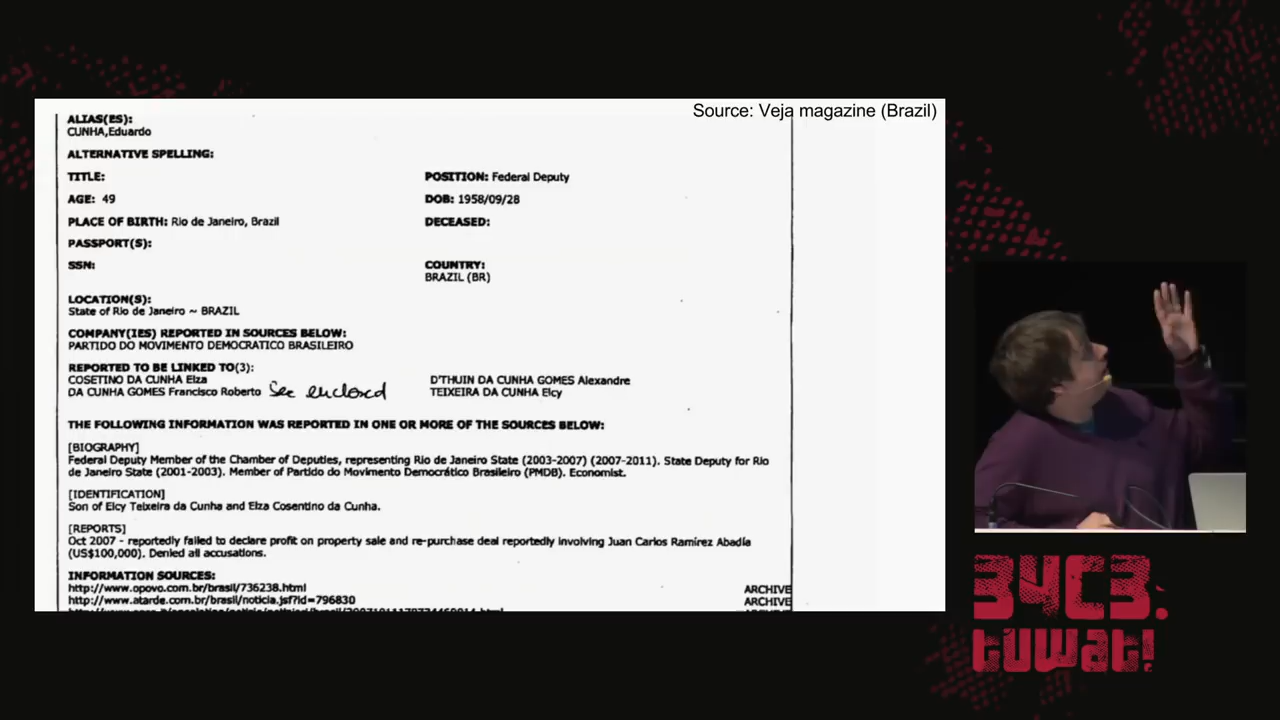 Source: Veja magazine (Brazil)
ALIAS(ES):
CUNHA,Eduardo
ALTERNATIVE SPELLING:
TITLE: POSITION: Federal Deputy
AGE: 49 DOB: 1958/09/28
PLACE OF BIRTH: Rio de Janeiro, Brazil DECEASED:
PASSPORT(S):
SSN: COUNTRY:
BRAZIL (BR)
LOCATION(S):
State of Rio de Janeiro ~ BRAZIL
COMPANY(IES) REPORTED IN SOURCES BELOW:
PARTIDO DO MOVIMENTO DEMOCRATICO BRASILEIRO
REPORTED TO BE LINKED TO(3):
COSETINO DA CUNHA Elza D'THUIN DA CUNHA GOMES Alexandre
DA CUNHA GOMES Francisco Roberto See enclosed TEIXEIRA DA CUNHA Elcy
THE FOLLOWING INFORMATION WAS REPORTED IN ONE OR MORE OF THE SOURCES BELOW:
[BIOGRAPHY]
Federal Deputy Member of the Chamber of Deputies, representing Rio de Janeiro State (2003-2007) (2007-2011). State Deputy for Rio
de Janeiro State (2001-2003). Member of Partido do Movimento Democrático Brasileiro (PMDB). Economist.
[IDENTIFICATION]
Son of Elcy Teixeira da Cunha and Elza Cosentino da Cunha.
[REPORTS]
Oct 2007 - reportedly failed to declare profit on property sale and re-purchase deal reportedly involving Juan Carlos Ramírez Abadía
(US$100,000). Denied all accusations.
INFORMATION SOURCES:
http://www.opovo.com.br/brasil/736238.html ARCHIVE
http://www.atarde.com.br/brasil/noticia.jsf?id=796830 ARCHIVE
34C3.
tuwat!